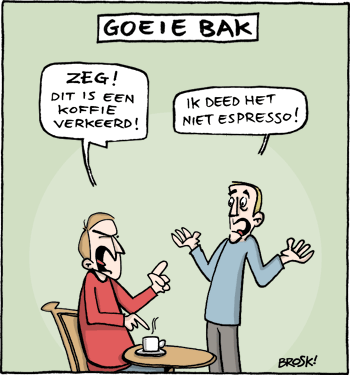 GOEIE BAK
ZEG!
DIT IS EEN
KOFFIE
VERKEERD!
IK DEED HET
NIET ESPRESSO!
BROSK!